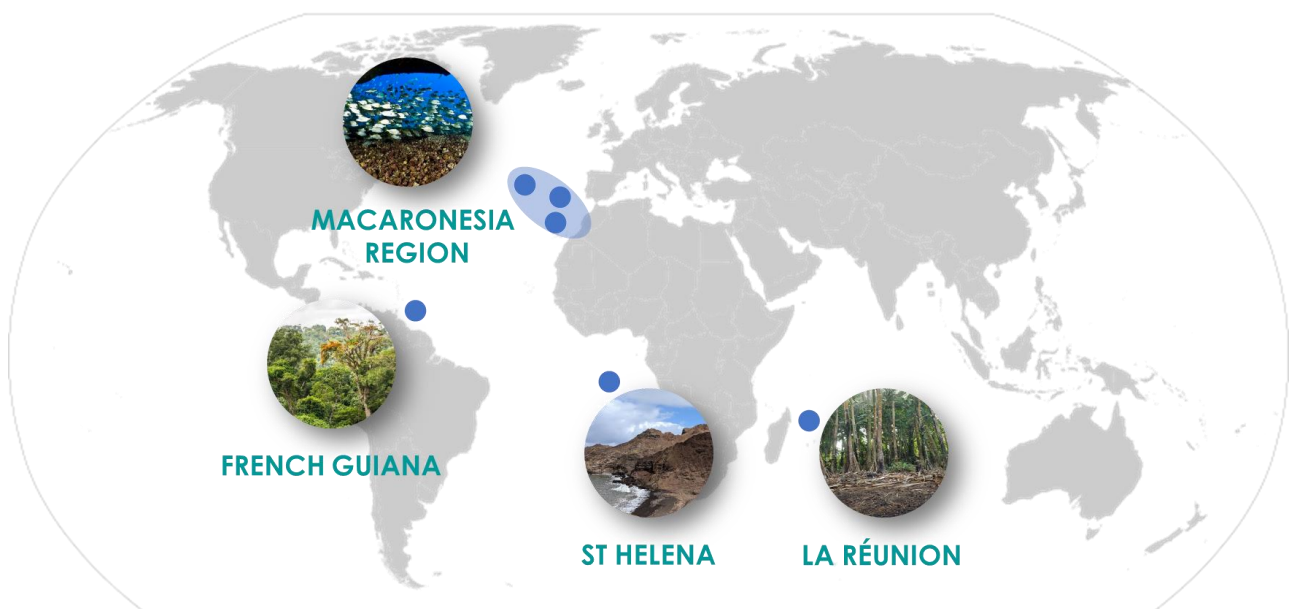 MACARONESIA
REGION
FRENCH GUIANA
ST HELENA
LA RÉUNION